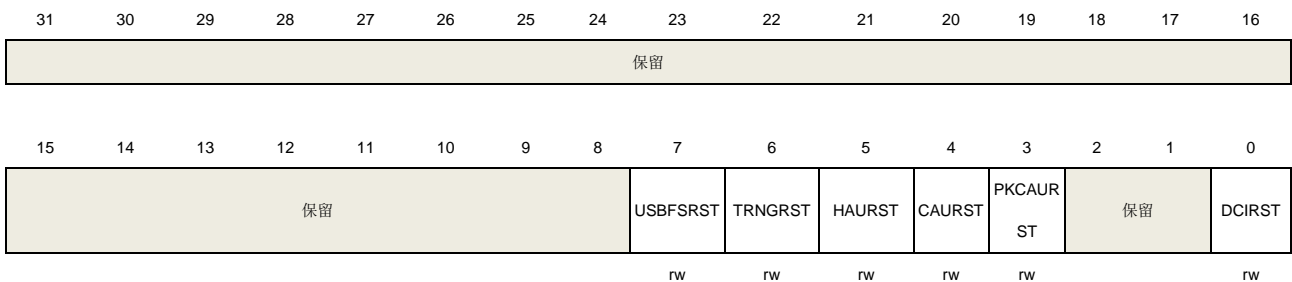 31 30 29 28 27 26 25 24 23 22 21 20 19 18 17 16
保留
15 14 13 12 11 10 9 8 7 6 5 4 3 2 1 0
保留 USBFSRST TRNGRST HAURST CAURST PKCAUR
ST 保留 DCIRST
rw rw rw rw rw rw